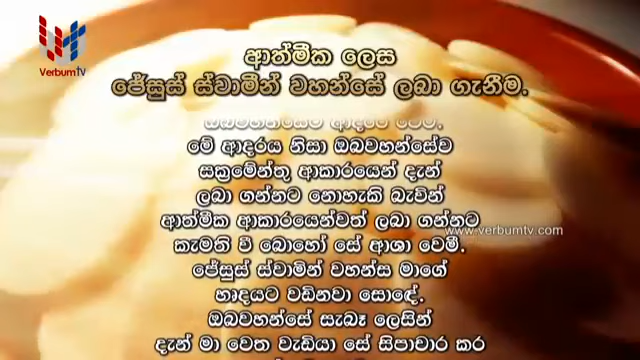 VerbumTV
ආත්මික ලෙස
ජේසුස් ස්වාමීන් වහන්සේ ලබා ගැනීම.
මේ ආදරය නිසා ඔබවහන්සේව
සක්‍රමේන්තු ආකාරයෙන් දැන්
ලබා ගන්නට නොහැකි බැවින්
ආත්මික ආකාරයෙන්වත් ලබා ගන්නට
www.verbumtv.com
කැමති වී බොහෝ සේ ආශා වෙමී.
ජේසුස් ස්වාමින් වහන්ස මාගේ
හෘදයට වඩිනවා සොඳේ.
ඔබවහන්සේ සැබෑ ලෙසින්
දැන් මා වෙත වැඩියා සේ සිපාචාර කර